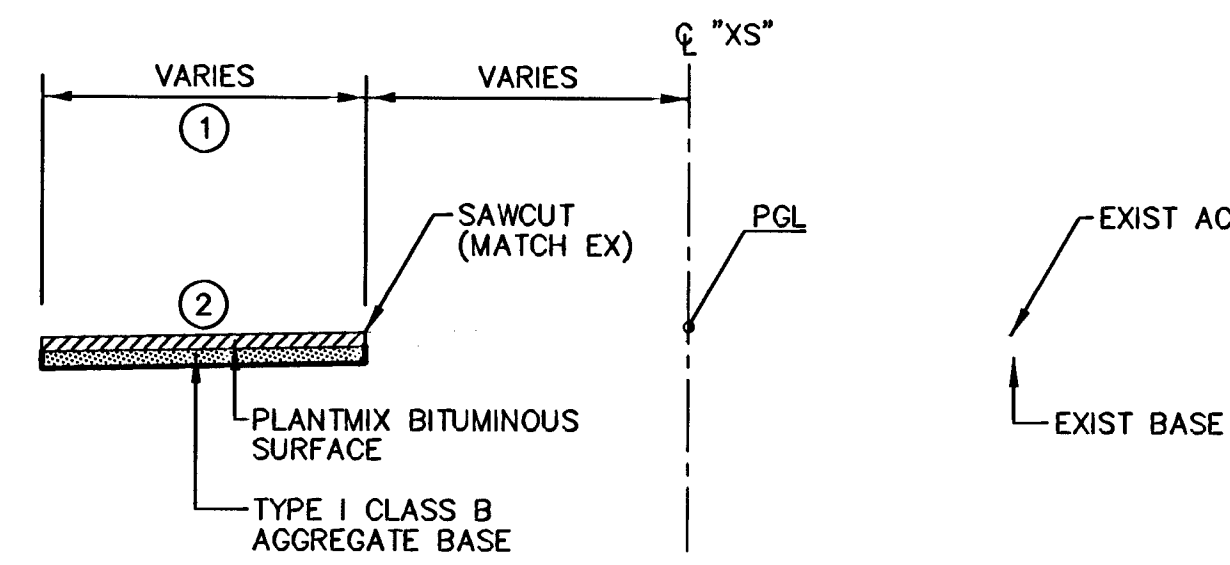 ℄ "XS"
VARIES
VARIES
1
SAWCUT
(MATCH EX)
PGL
EXIST AC
2
PLANTMIX BITUMINOUS
SURFACE
EXIST BASE
TYPE I CLASS B
AGGREGATE BASE